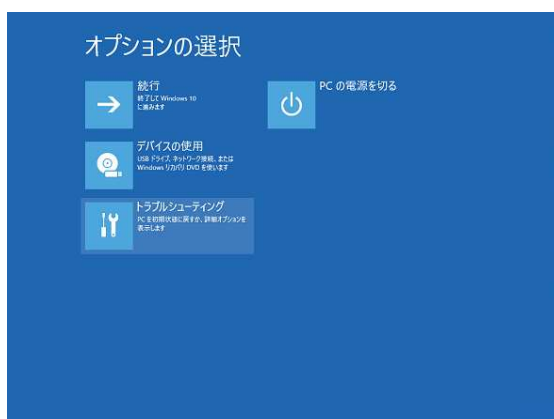 オプションの選択
続行
終了して Windows 10
に進みます
PC の電源を切る
デバイスの使用
USB ドライブ、ネットワーク接続、または
Windows リカバリ DVD を使います
トラブルシューティング
PC を初期状態に戻すか、詳細オプションを
表示します